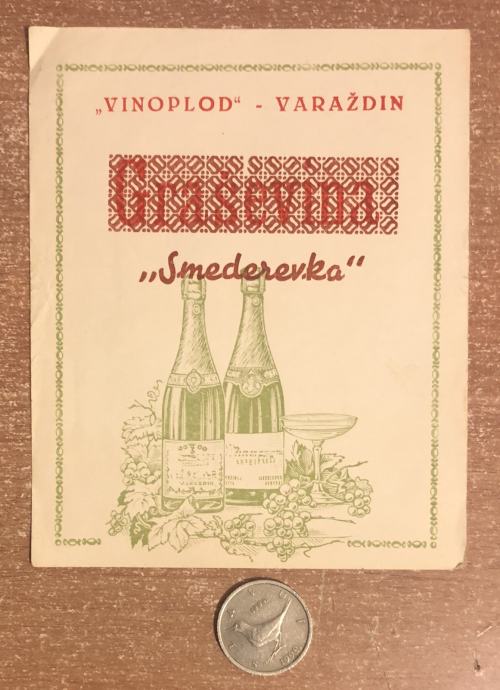 „VINOPLOD“ - VARAŽDIN
Graševina
„Smederevka“